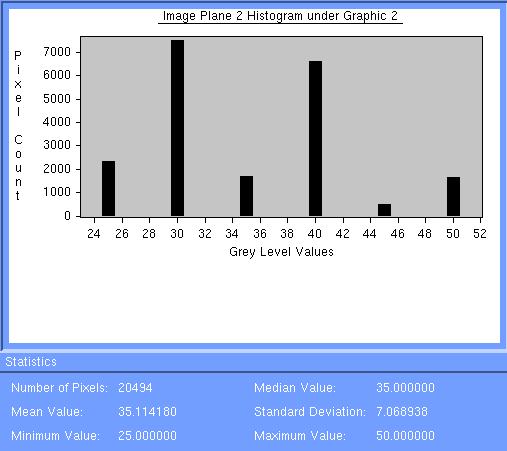 Image Plane 2 Histogram under Graphic 2
Pixel Count
7000
6000
5000
4000
3000
2000
1000
0
24 26 28 30 32 34 36 38 40 42 44 46 48 50 52
Grey Level Values
Statistics
Number of Pixels: 20494 Median Value: 35.000000
Mean Value: 35.114180 Standard Deviation: 7.068938
Minimum Value: 25.000000 Maximum Value: 50.000000